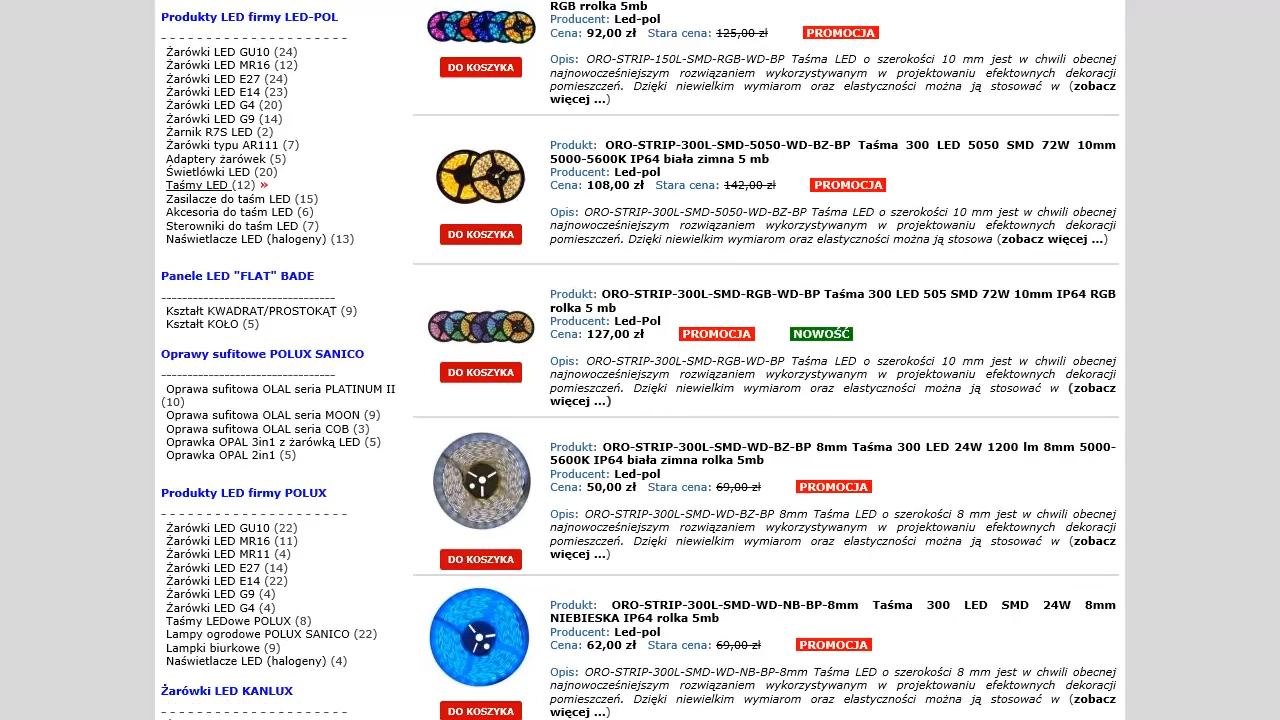 Produkty LED firmy LED-POL
- - - - - - - - - - - - - - - - - - - - - -
Żarówki LED GU10 (24)
Żarówki LED MR16 (12)
Żarówki LED E27 (24)
Żarówki LED E14 (23)
Żarówki LED G4 (20)
Żarówki LED G9 (14)
Żarnik R7S LED (2)
Żarówki typu AR111 (7)
Adaptery żarówek (5)
Świetlówki LED (20)
Taśmy LED (12) »
Zasilacze do taśm LED (15)
Akcesoria do taśm LED (6)
Sterowniki do taśm LED (7)
Naświetlacze LED (halogeny) (13)
Panele LED "FLAT" BADE
---------------------------------
Kształt KWADRAT/PROSTOKĄT (9)
Kształt KOŁO (5)
Oprawy sufitowe POLUX SANICO
---------------------------------
Oprawa sufitowa OLAL seria PLATINUM II
(10)
Oprawa sufitowa OLAL seria MOON (9)
Oprawa sufitowa OLAL seria COB (3)
Oprawka OPAL 3in1 z żarówką LED (5)
Oprawka OPAL 2in1 (5)
Produkty LED firmy POLUX
- - - - - - - - - - - - - - - - - - - - - -
Żarówki LED GU10 (22)
Żarówki LED MR16 (11)
Żarówki LED MR11 (4)
Żarówki LED E27 (14)
Żarówki LED E14 (22)
Żarówki LED G9 (4)
Żarówki LED G4 (4)
Taśmy LEDowe POLUX (8)
Lampy ogrodowe POLUX SANICO (22)
Lampki biurkowe (9)
Naświetlacze LED (halogeny) (4)
Żarówki LED KANLUX
- - - - - - - - - - - - - - - - - - - - - -
RGB rrolka 5mb
Producent: Led-pol
Cena: 92,00 zł Stara cena: 125,00 zł PROMOCJA
DO KOSZYKA
Opis: ORO-STRIP-150L-SMD-RGB-WD-BP Taśma LED o szerokości 10 mm jest w chwili obecnej
najnowocześniejszym rozwiązaniem wykorzystywanym w projektowaniu efektownych dekoracji
pomieszczeń. Dzięki niewielkim wymiarom oraz elastyczności można ją stosować w (zobacz
więcej ...)
Produkt: ORO-STRIP-300L-SMD-5050-WD-BZ-BP Taśma 300 LED 5050 SMD 72W 10mm
5000-5600K IP64 biała zimna 5 mb
Producent: Led-pol
Cena: 108,00 zł Stara cena: 142,00 zł PROMOCJA
Opis: ORO-STRIP-300L-SMD-5050-WD-BZ-BP Taśma LED o szerokości 10 mm jest w chwili obecnej
najnowocześniejszym rozwiązaniem wykorzystywanym w projektowaniu efektownych dekoracji
pomieszczeń. Dzięki niewielkim wymiarom oraz elastyczności można ją stosowa (zobacz więcej ...)
DO KOSZYKA
Produkt: ORO-STRIP-300L-SMD-RGB-WD-BP Taśma 300 LED 505 SMD 72W 10mm IP64 RGB
rolka 5 mb
Producent: Led-Pol
Cena: 127,00 zł PROMOCJA NOWOŚĆ
Opis: ORO-STRIP-300L-SMD-RGB-WD-BP Taśma LED o szerokości 10 mm jest w chwili obecnej
najnowocześniejszym rozwiązaniem wykorzystywanym w projektowaniu efektownych dekoracji
pomieszczeń. Dzięki niewielkim wymiarom oraz elastyczności można ją stosować w (zobacz
więcej ...)
DO KOSZYKA
Produkt: ORO-STRIP-300L-SMD-WD-BZ-BP 8mm Taśma 300 LED 24W 1200 lm 8mm 5000-
5600K IP64 biała zimna rolka 5mb
Producent: Led-pol
Cena: 50,00 zł Stara cena: 69,00 zł PROMOCJA
Opis: ORO-STRIP-300L-SMD-WD-BZ-BP 8mm Taśma LED o szerokości 8 mm jest w chwili obecnej
najnowocześniejszym rozwiązaniem wykorzystywanym w projektowaniu efektownych dekoracji
pomieszczeń. Dzięki niewielkim wymiarom oraz elastyczności można ją stosować w (zobacz
więcej ...)
DO KOSZYKA
Produkt: ORO-STRIP-300L-SMD-WD-NB-BP-8mm Taśma 300 LED SMD 24W 8mm
NIEBIESKA IP64 rolka 5mb
Producent: Led-pol
Cena: 62,00 zł Stara cena: 69,00 zł PROMOCJA
Opis: ORO-STRIP-300L-SMD-WD-NB-BP-8mm Taśma LED o szerokości 8 mm jest w chwili obecnej
najnowocześniejszym rozwiązaniem wykorzystywanym w projektowaniu efektownych dekoracji
pomieszczeń. Dzięki niewielkim wymiarom oraz elastyczności można ją stosować w (zobacz
więcej ...)
DO KOSZYKA